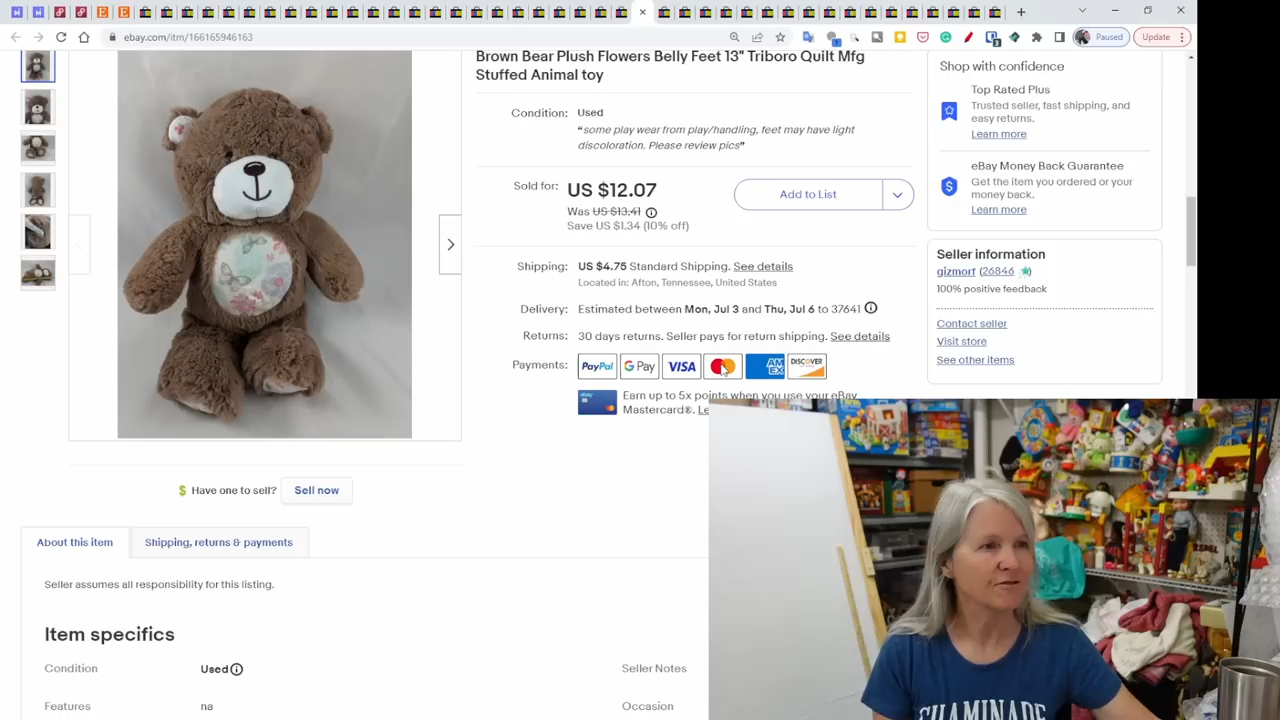 ebay.com/itm/166165946163
Paused
Update
Brown Bear Plush Flowers Belly Feet 13" Triboro Quilt Mfg
Stuffed Animal toy
Condition: Used
“some play wear from play/handling, feet may have light
discoloration. Please review pics”
Sold for: US $12.07
Was US $13.41
Save US $1.34 (10% off)
Add to List
Shipping: US $4.75 Standard Shipping. See details
Located in: Afton, Tennessee, United States
Delivery: Estimated between Mon, Jul 3 and Thu, Jul 6 to 37641
Returns: 30 days returns. Seller pays for return shipping. See details
Payments: PayPal G Pay VISA AM EX DISCOVER
ebay
Earn up to 5x points when you use your eBay
Mastercard®. Le
Shop with confidence
Top Rated Plus
Trusted seller, fast shipping, and
easy returns.
Learn more
eBay Money Back Guarantee
Get the item you ordered or your
money back.
Learn more
Seller information
gizmorf (26846)
100% positive feedback
Contact seller
Visit store
See other items
Have one to sell? Sell now
About this item
Shipping, returns & payments
Seller assumes all responsibility for this listing.
Item specifics
Condition Used
Seller Notes
Features na
Occasion
CHAMINADE